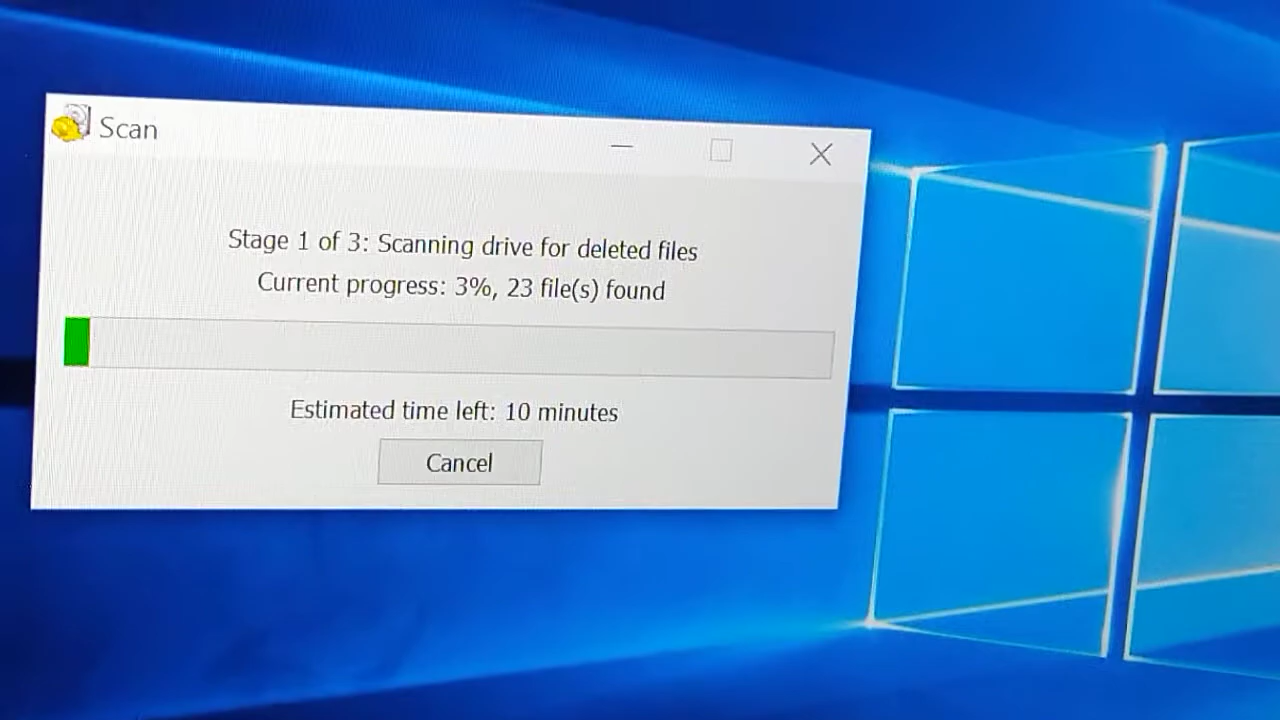 Scan
Stage 1 of 3: Scanning drive for deleted files
Current progress: 3%, 23 file(s) found
Estimated time left: 10 minutes
Cancel